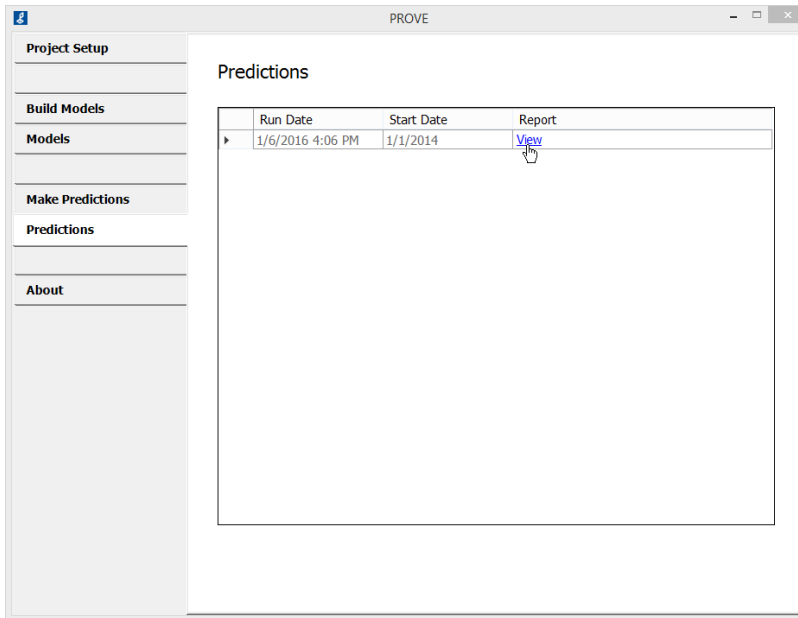 PROVE
Project Setup
Build Models
Models
Make Predictions
Predictions
About
Predictions
Run Date Start Date Report
1/6/2016 4:06 PM 1/1/2014 View